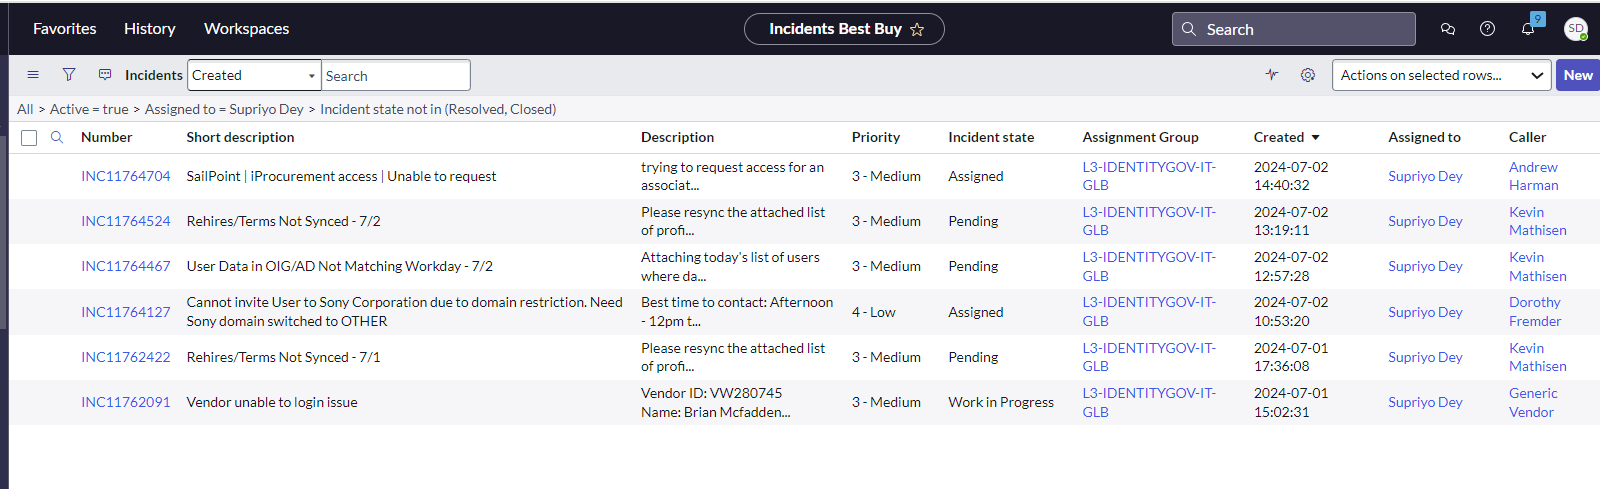 Favorites History Workspaces Incidents Best Buy Search 9 SD
Incidents Created Search Actions on selected rows... New
All > Active = true > Assigned to = Supriyo Dey > Incident state not in (Resolved, Closed)
Number Short description Description Priority Incident state Assignment Group Created Assigned to Caller
INC11764704 SailPoint | iProcurement access | Unable to request trying to request access for an associat... 3 - Medium Assigned L3-IDENTITYGOV-IT-GLB 2024-07-02 14:40:32 Supriyo Dey Andrew Harman
INC11764524 Rehires/Terms Not Synced - 7/2 Please resync the attached list of profi... 3 - Medium Pending L3-IDENTITYGOV-IT-GLB 2024-07-02 13:19:11 Supriyo Dey Kevin Mathisen
INC11764467 User Data in OIG/AD Not Matching Workday - 7/2 Attaching today's list of users where da... 3 - Medium Pending L3-IDENTITYGOV-IT-GLB 2024-07-02 12:57:28 Supriyo Dey Kevin Mathisen
INC11764127 Cannot invite User to Sony Corporation due to domain restriction. Need Sony domain switched to OTHER Best time to contact: Afternoon - 12pm t... 4 - Low Assigned L3-IDENTITYGOV-IT-GLB 2024-07-02 10:53:20 Supriyo Dey Dorothy Fremder
INC11762422 Rehires/Terms Not Synced - 7/1 Please resync the attached list of profi... 3 - Medium Pending L3-IDENTITYGOV-IT-GLB 2024-07-01 17:36:08 Supriyo Dey Kevin Mathisen
INC11762091 Vendor unable to login issue Vendor ID: VW280745 Name: Brian Mcfadden... 3 - Medium Work in Progress L3-IDENTITYGOV-IT-GLB 2024-07-01 15:02:31 Supriyo Dey Generic Vendor